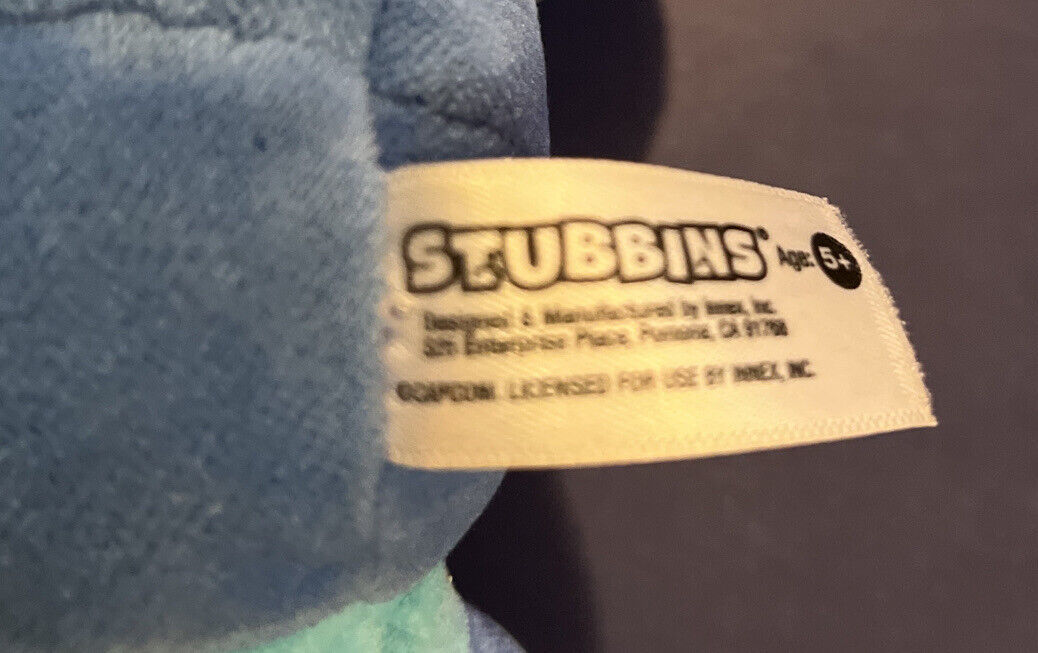 STUBBINS® Age: 5+
Designed & Manufactured by Innex, Inc.
Enterprise Place, Pomona, CA 91768
©CAPCOM. LICENSED FOR USE BY INNEX, INC.